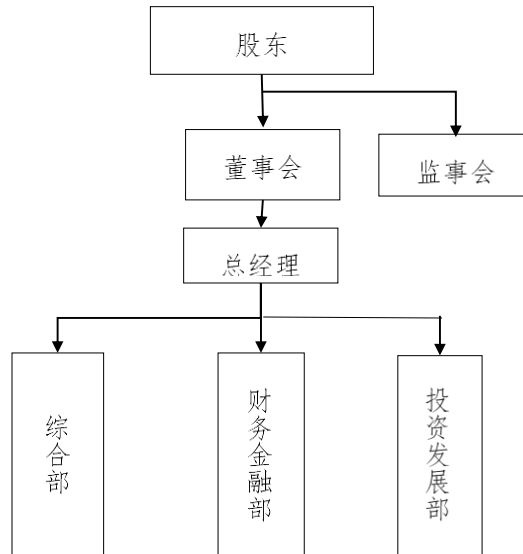 股东
董事会
监事会
总经理
综合部
财务金融部
投资发展部